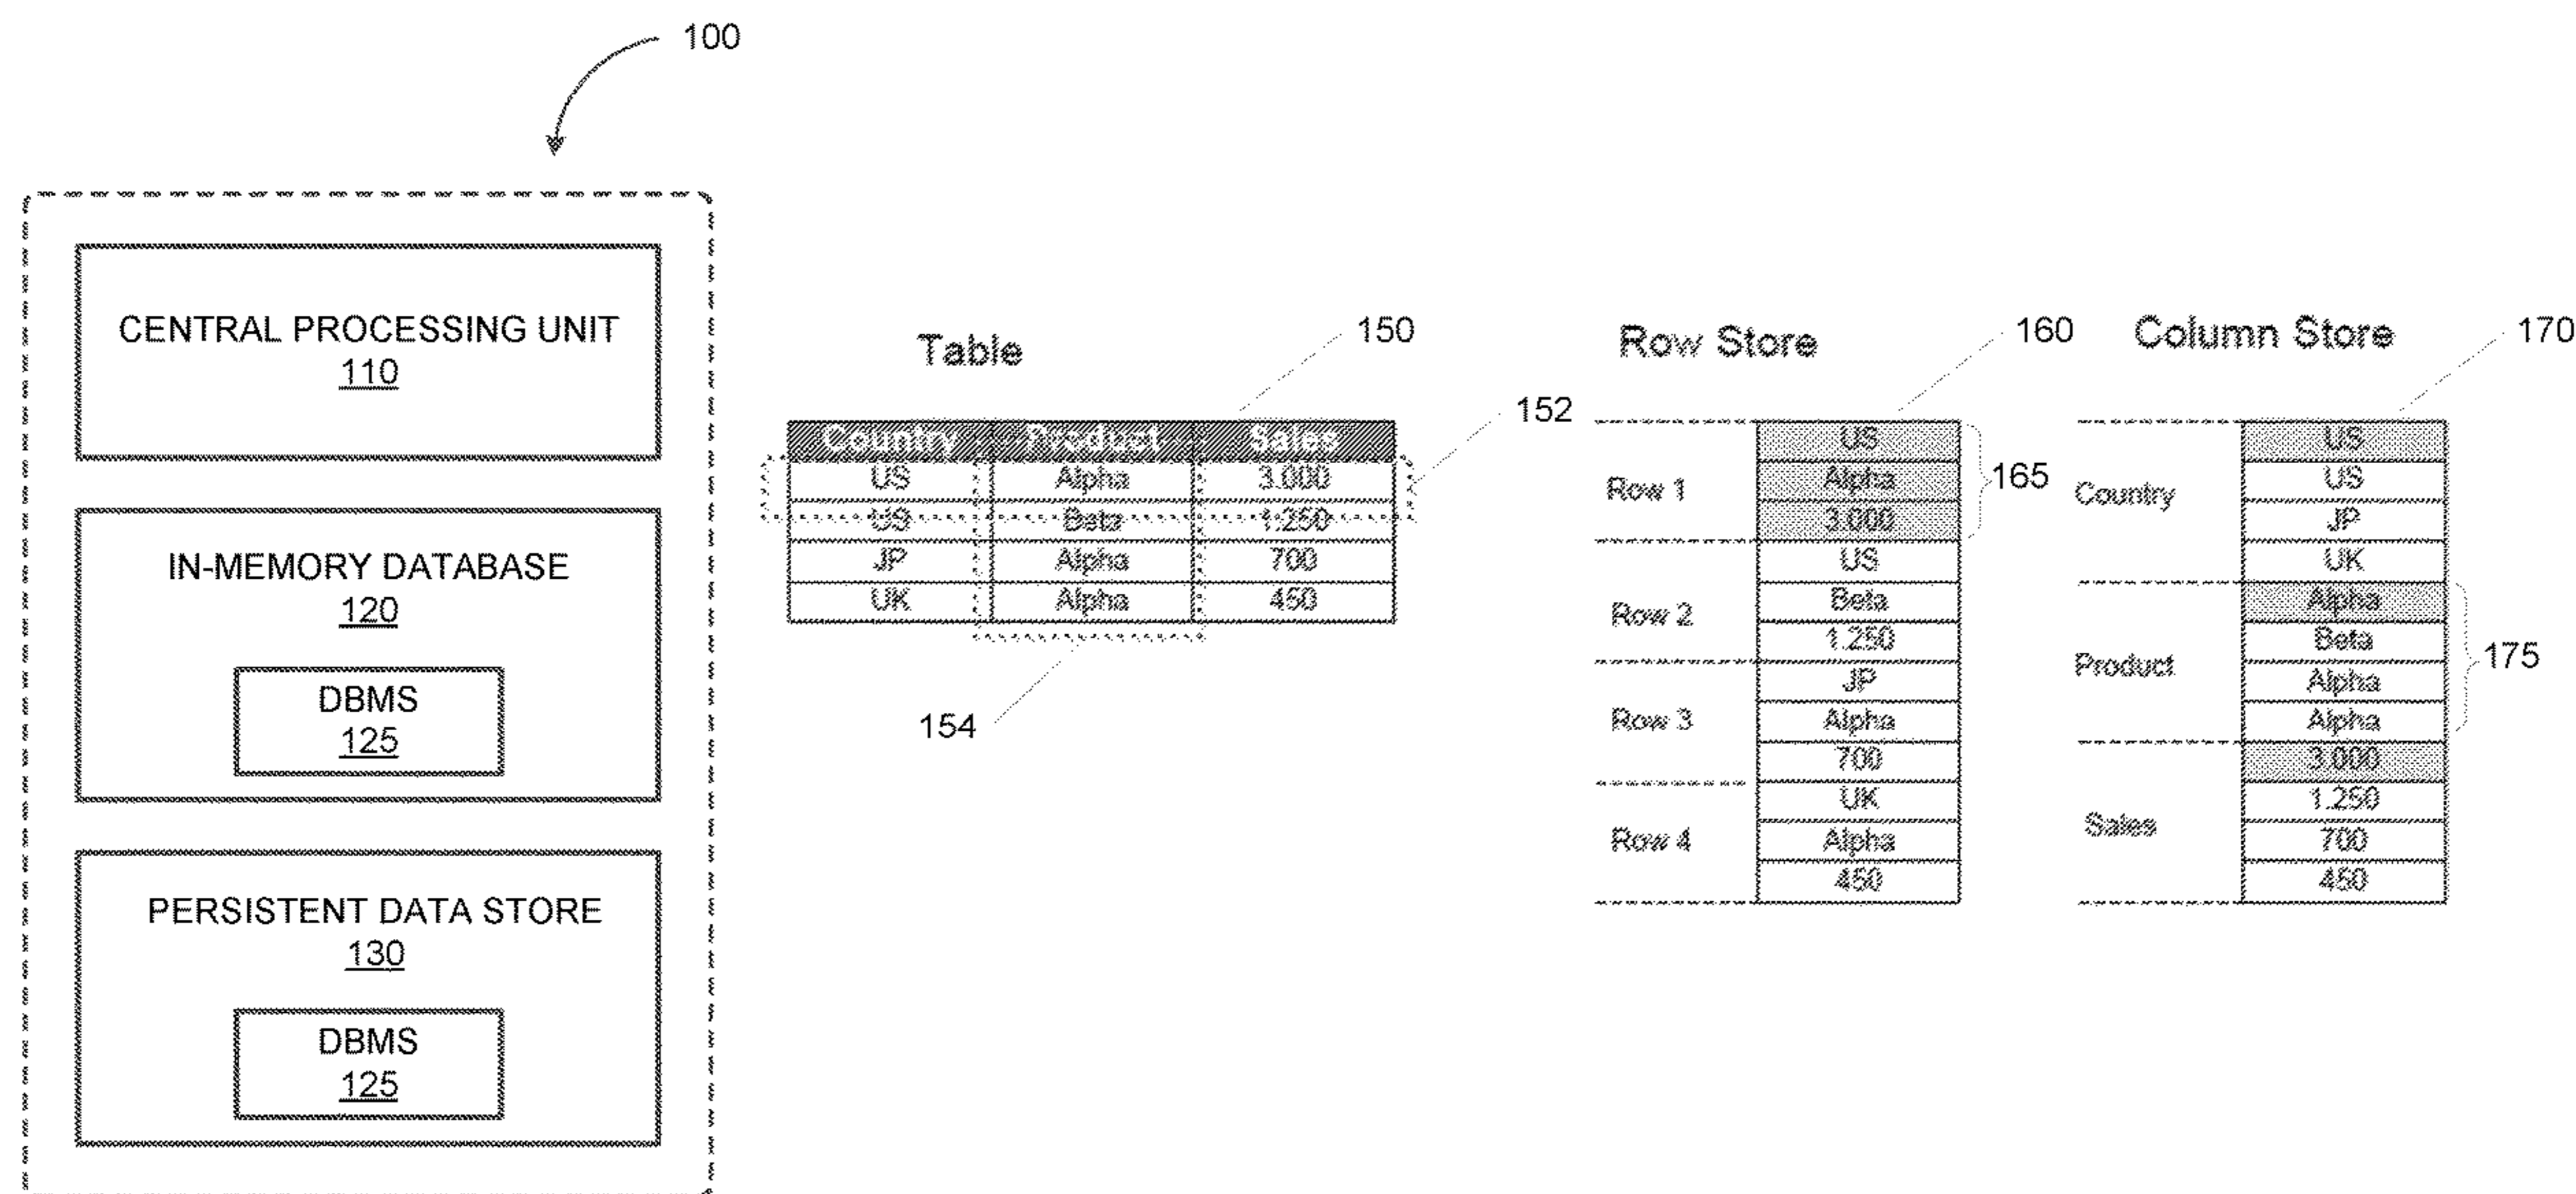 100
CENTRAL PROCESSING UNIT
110
IN-MEMORY DATABASE
120
DBMS
125
PERSISTENT DATA STORE
130
DBMS
125
Table
150
152
Country Product Sales
US Alpha 3.000
US Beta 1.250
JP Alpha 700
UK Alpha 450
154
Row Store
160
Row 1
US
Alpha
3.000
165
Row 2
US
Beta
1.250
Row 3
JP
Alpha
700
Row 4
UK
Alpha
450
Column Store
170
Country
US
US
JP
UK
Product
Alpha
Beta
Alpha
Alpha
175
Sales
3.000
1.250
700
450